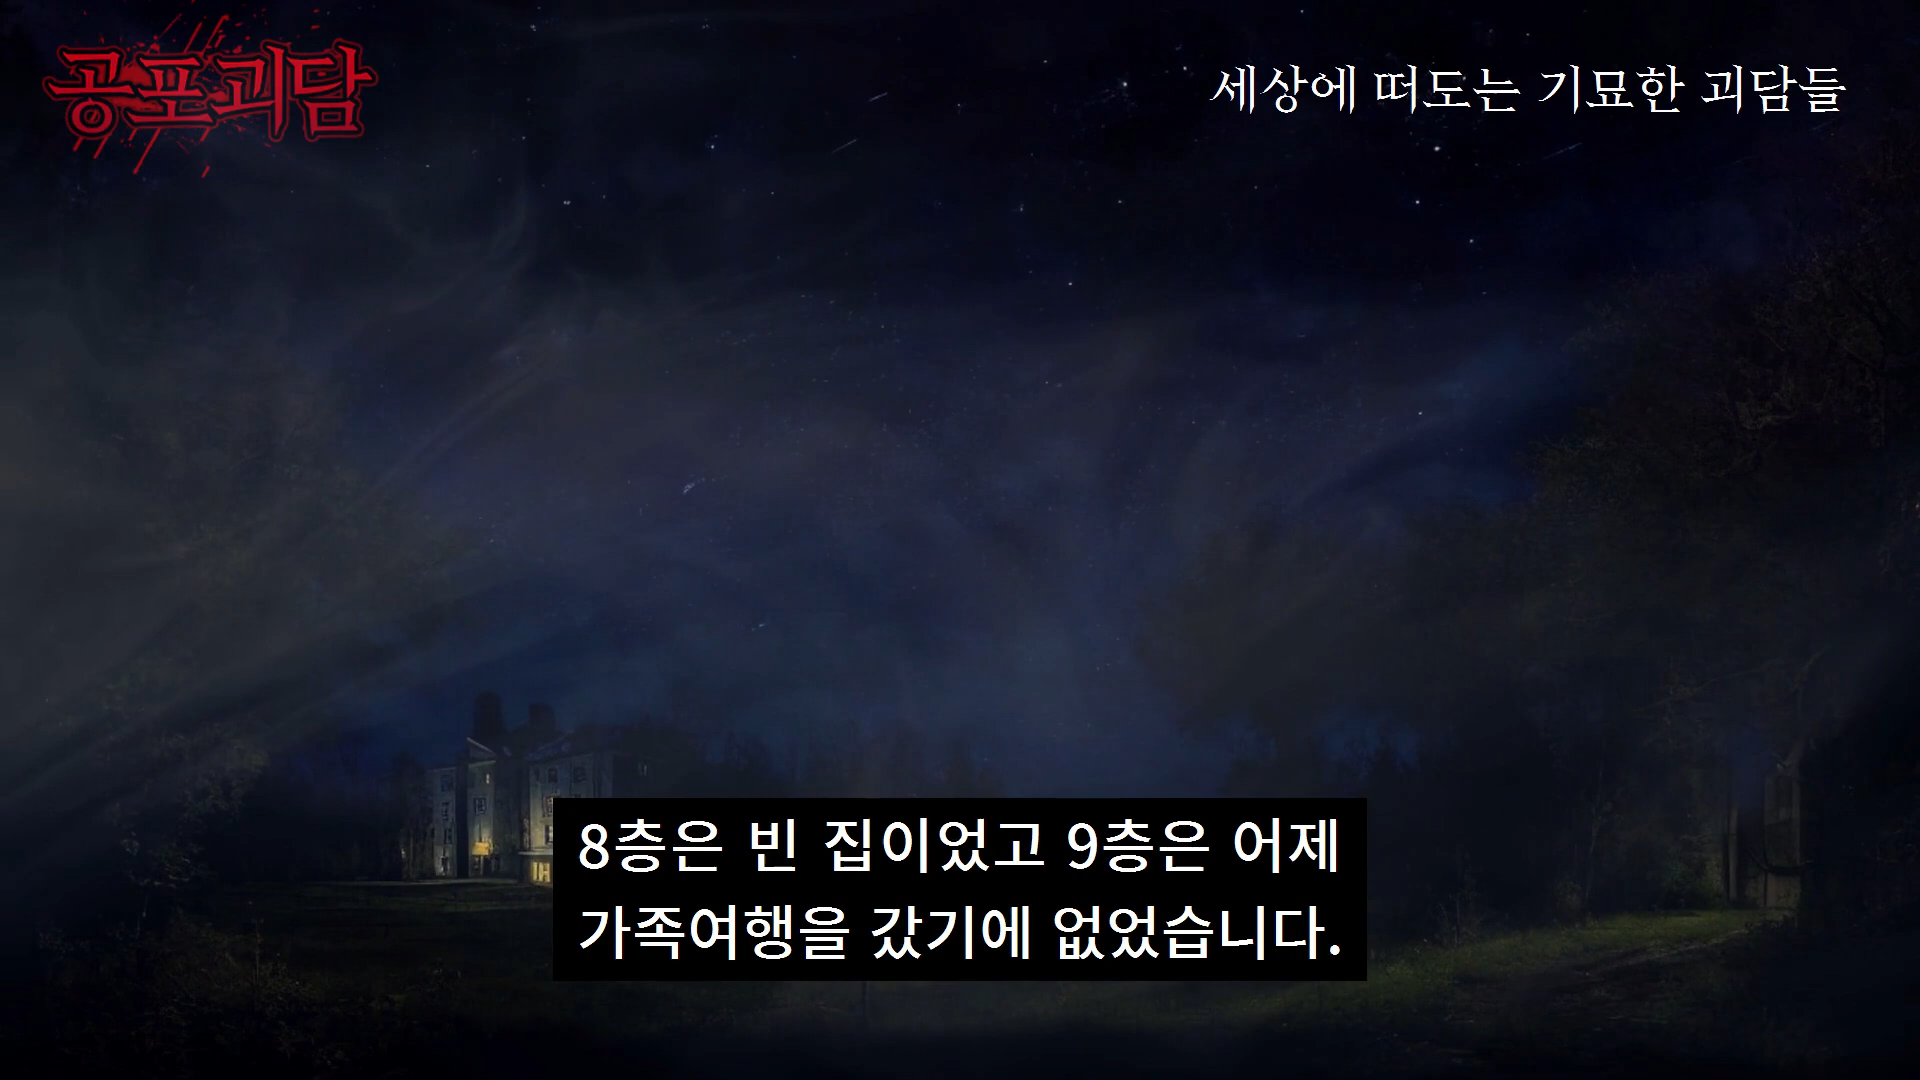 공포괴담
세상에 떠도는 기묘한 괴담들
8층은 빈 집이었고 9층은 어제
가족여행을 갔기에 없었습니다.